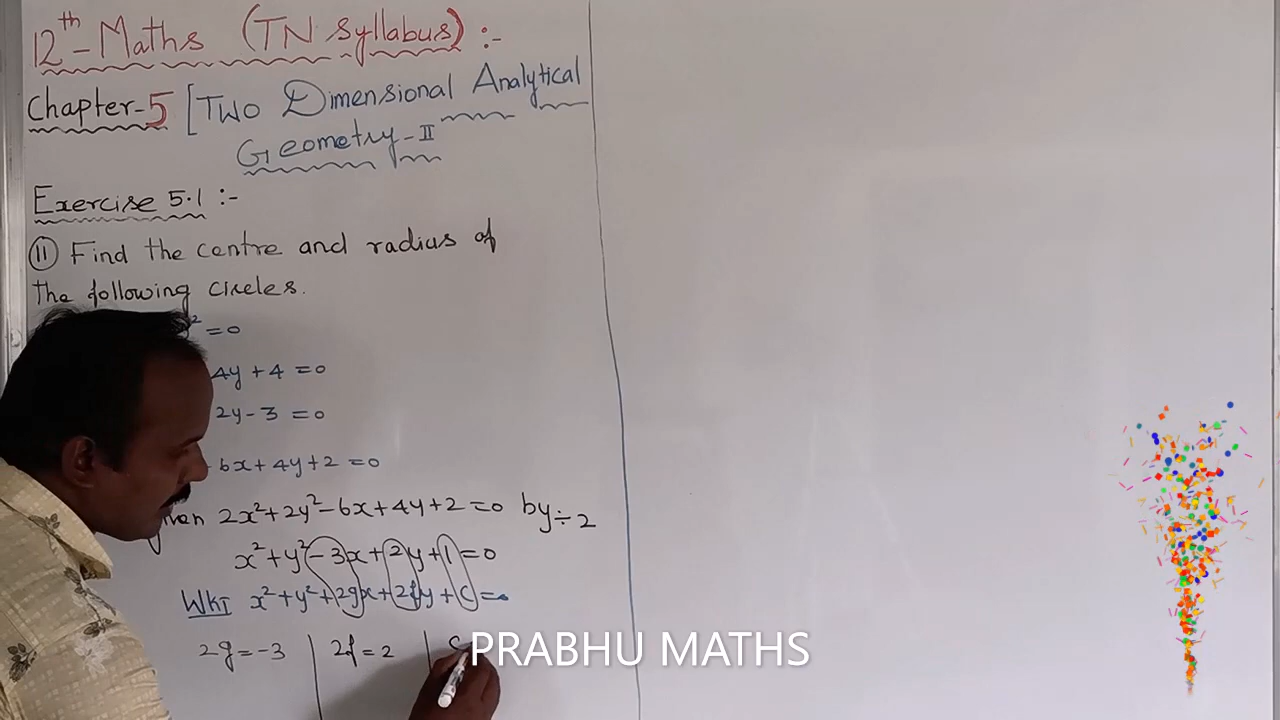 12th - Maths (TN syllabus) :-
Chapter-5 [Two Dimensional Analytical
Geometry-II
Exercise 5.1 :-
⑪ Find the centre and radius of
the following circles.
² = 0
4y + 4 = 0
2y - 3 = 0
6x + 4y + 2 = 0
2x² + 2y² - 6x + 4y + 2 = 0 by ÷ 2
x² + y² - 3x + 2y + 1 = 0
WKT x² + y² + 2gx + 2fy + c = 0
2g = -3 | 2f = 2 | c
PRABHU MATHS